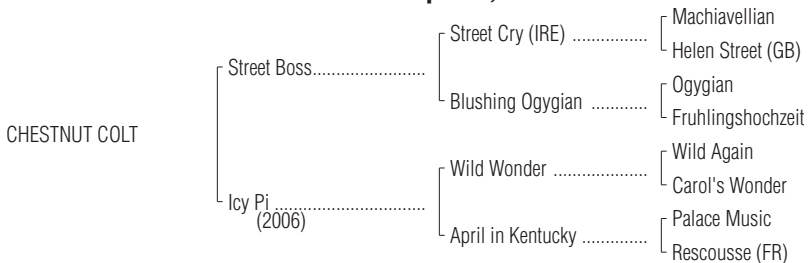 Machiavellian
Street Cry (IRE) ................
Helen Street (GB)
Street Boss........................
Ogygian
Blushing Ogygian ............
Fruhlingshochzeit
CHESTNUT COLT
Wild Again
Wild Wonder ....................
Carol's Wonder
Icy Pi ................................
(2006)
Palace Music
April in Kentucky ..............
Rescousse (FR)